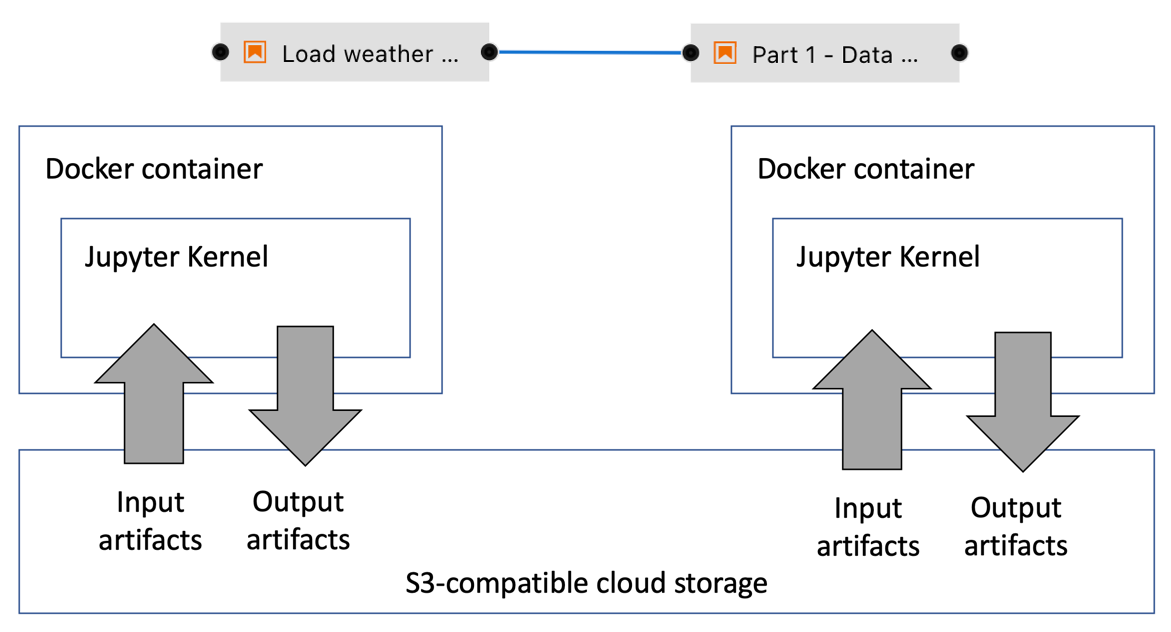 Load weather ...
Part 1 - Data ...
Docker container
Docker container
Jupyter Kernel
Jupyter Kernel
Input
artifacts
Output
artifacts
Input
artifacts
Output
artifacts
S3-compatible cloud storage